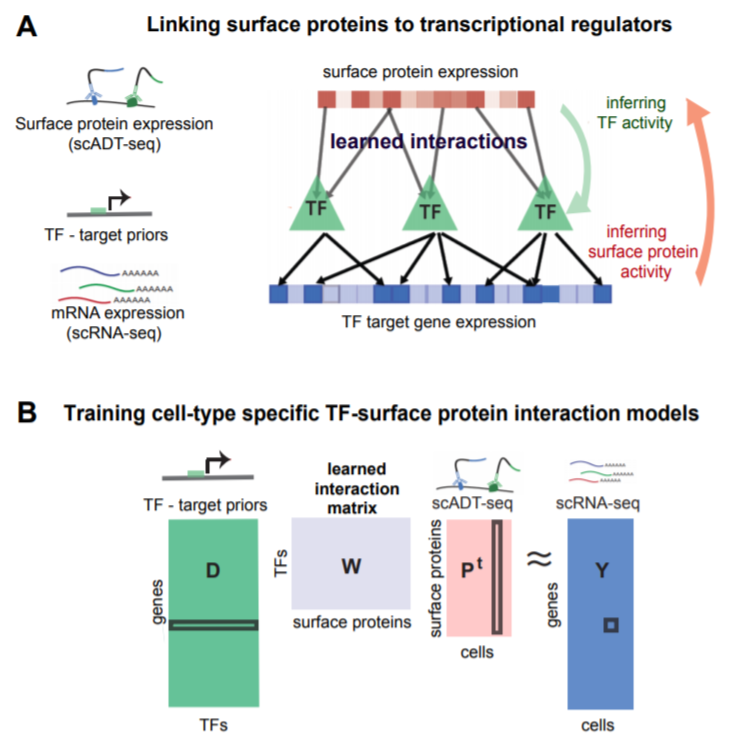 A Linking surface proteins to transcriptional regulators
Surface protein expression
(scADT-seq)
TF - target priors
AAAAAA
AAAAAA
AAAAAA
mRNA expression
(scRNA-seq)
surface protein expression
learned interactions
TF TF TF
TF target gene expression
inferring
TF activity
inferring
surface protein
activity
B Training cell-type specific TF-surface protein interaction models
TF - target priors
genes
D
TFs
learned
interaction
matrix
TFs
W
surface proteins
scADT-seq
surface proteins
Pᵗ
cells
≈
AAAAAA
AAAAAA
AAAAAA
scRNA-seq
genes
Y
cells